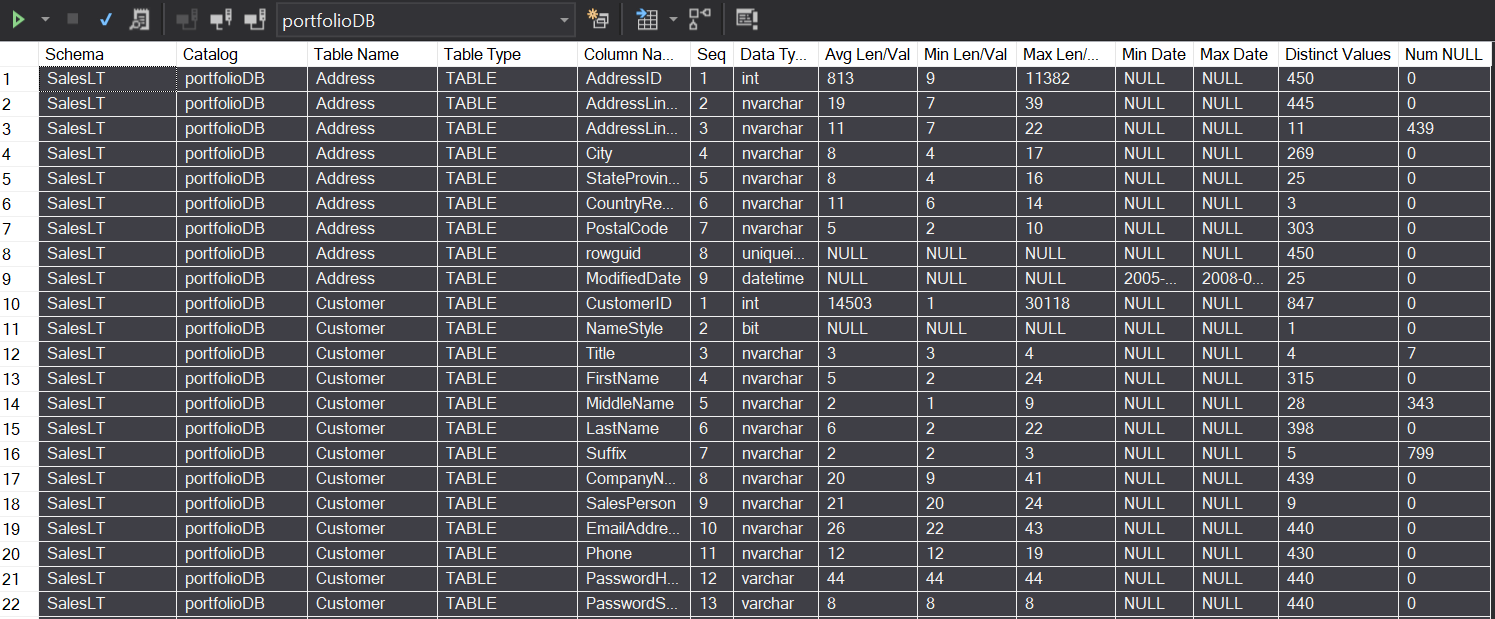 portfolioDB
Schema Catalog Table Name Table Type Column Na... Seq Data Ty... Avg Len/Val Min Len/Val Max Len/... Min Date Max Date Distinct Values Num NULL
1 SalesLT portfolioDB Address TABLE AddressID 1 int 813 9 11382 NULL NULL 450 0
2 SalesLT portfolioDB Address TABLE AddressLin... 2 nvarchar 19 7 39 NULL NULL 445 0
3 SalesLT portfolioDB Address TABLE AddressLin... 3 nvarchar 11 7 22 NULL NULL 11 439
4 SalesLT portfolioDB Address TABLE City 4 nvarchar 8 4 17 NULL NULL 269 0
5 SalesLT portfolioDB Address TABLE StateProvin... 5 nvarchar 8 4 16 NULL NULL 25 0
6 SalesLT portfolioDB Address TABLE CountryRe... 6 nvarchar 11 6 14 NULL NULL 3 0
7 SalesLT portfolioDB Address TABLE PostalCode 7 nvarchar 5 2 10 NULL NULL 303 0
8 SalesLT portfolioDB Address TABLE rowguid 8 uniquei... NULL NULL NULL NULL NULL 450 0
9 SalesLT portfolioDB Address TABLE ModifiedDate 9 datetime NULL NULL NULL 2005-... 2008-0... 25 0
10 SalesLT portfolioDB Customer TABLE CustomerID 1 int 14503 1 30118 NULL NULL 847 0
11 SalesLT portfolioDB Customer TABLE NameStyle 2 bit NULL NULL NULL NULL NULL 1 0
12 SalesLT portfolioDB Customer TABLE Title 3 nvarchar 3 3 4 NULL NULL 4 7
13 SalesLT portfolioDB Customer TABLE FirstName 4 nvarchar 5 2 24 NULL NULL 315 0
14 SalesLT portfolioDB Customer TABLE MiddleName 5 nvarchar 2 1 9 NULL NULL 28 343
15 SalesLT portfolioDB Customer TABLE LastName 6 nvarchar 6 2 22 NULL NULL 398 0
16 SalesLT portfolioDB Customer TABLE Suffix 7 nvarchar 2 2 3 NULL NULL 5 799
17 SalesLT portfolioDB Customer TABLE CompanyN... 8 nvarchar 20 9 41 NULL NULL 439 0
18 SalesLT portfolioDB Customer TABLE SalesPerson 9 nvarchar 21 20 24 NULL NULL 9 0
19 SalesLT portfolioDB Customer TABLE EmailAddre... 10 nvarchar 26 22 43 NULL NULL 440 0
20 SalesLT portfolioDB Customer TABLE Phone 11 nvarchar 12 12 19 NULL NULL 430 0
21 SalesLT portfolioDB Customer TABLE PasswordH... 12 varchar 44 44 44 NULL NULL 440 0
22 SalesLT portfolioDB Customer TABLE PasswordS... 13 varchar 8 8 8 NULL NULL 440 0